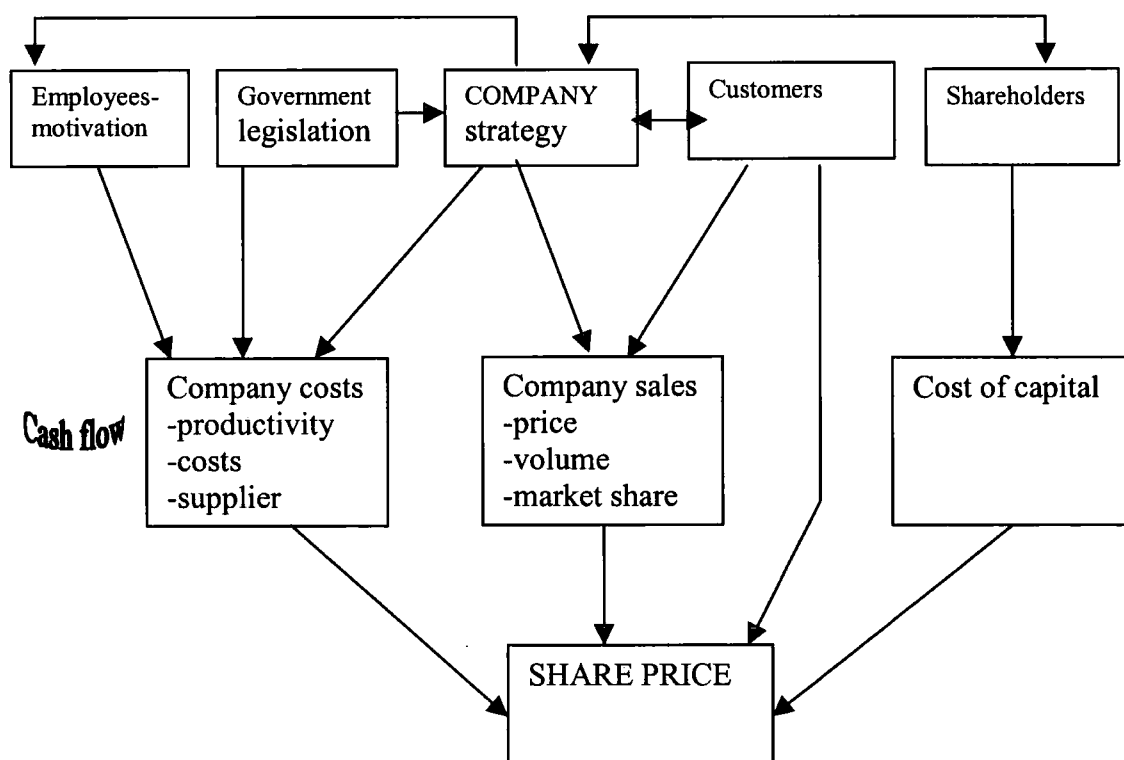 Employees-
motivation
Government
legislation
COMPANY
strategy
Customers
Shareholders
Cash flow
Company costs
-productivity
-costs
-supplier
Company sales
-price
-volume
-market share
Cost of capital
SHARE PRICE